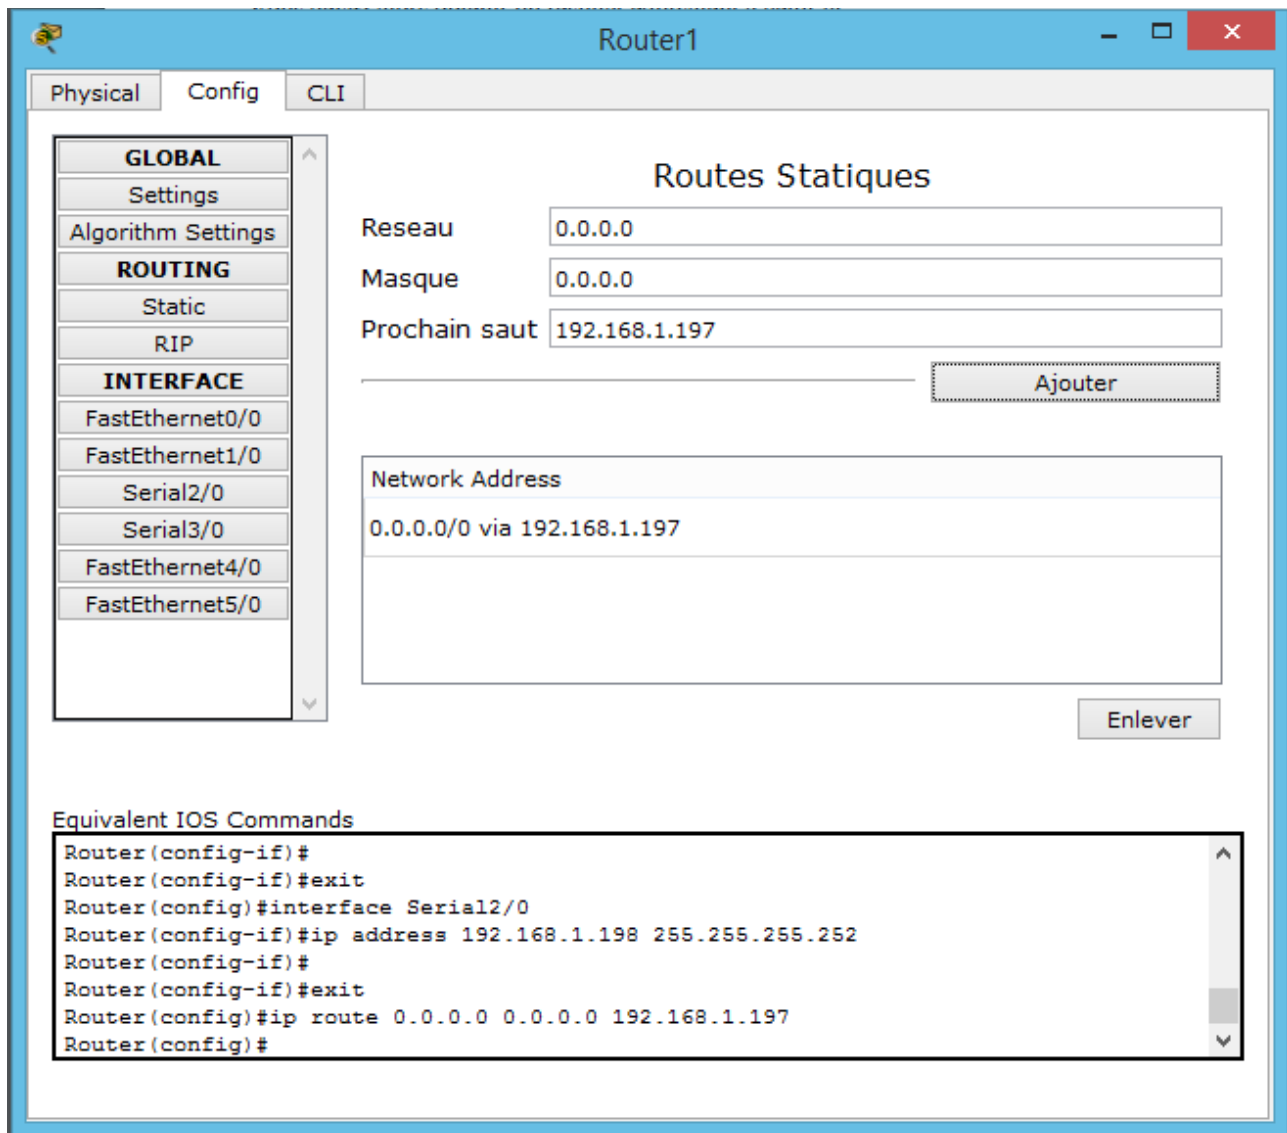 Router1
Physical Config CLI
GLOBAL
Settings
Algorithm Settings
ROUTING
Static
RIP
INTERFACE
FastEthernet0/0
FastEthernet1/0
Serial2/0
Serial3/0
FastEthernet4/0
FastEthernet5/0
Routes Statiques
Reseau 0.0.0.0
Masque 0.0.0.0
Prochain saut 192.168.1.197
Ajouter
Network Address
0.0.0.0/0 via 192.168.1.197
Enlever
Equivalent IOS Commands
Router(config-if)#
Router(config-if)#exit
Router(config)#interface Serial2/0
Router(config-if)#ip address 192.168.1.198 255.255.255.252
Router(config-if)#
Router(config-if)#exit
Router(config)#ip route 0.0.0.0 0.0.0.0 192.168.1.197
Router(config)#